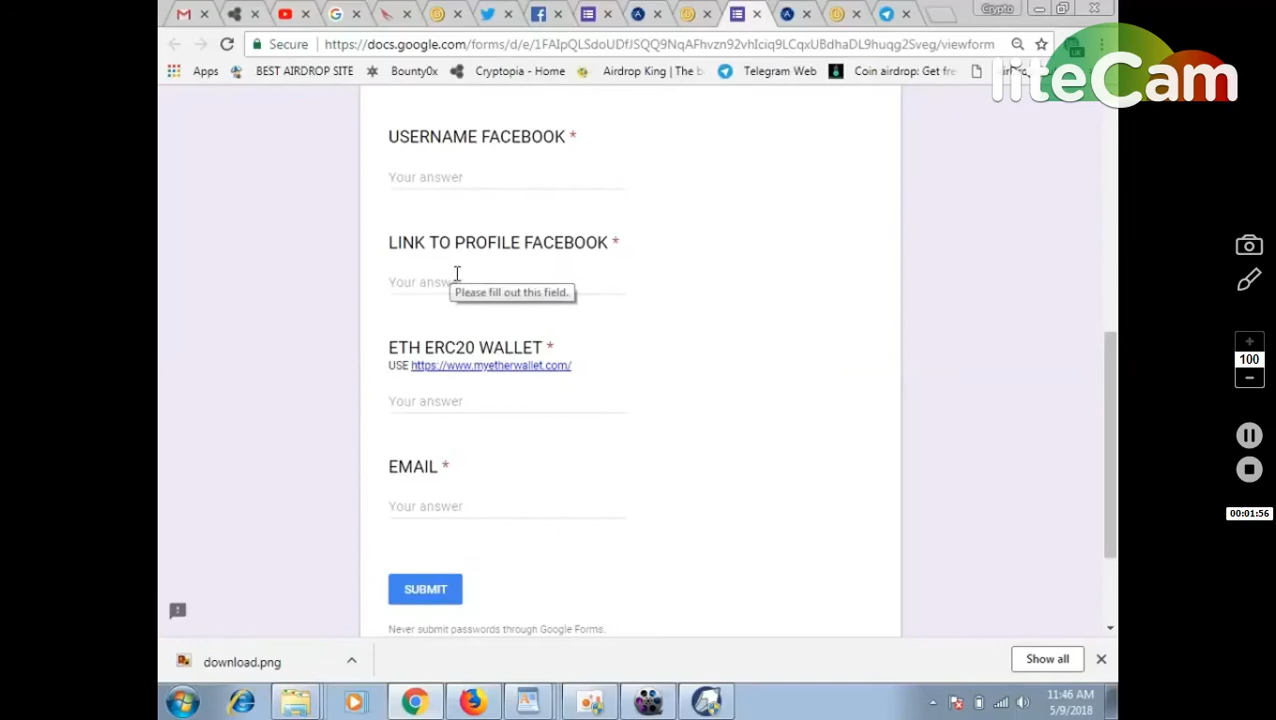 Crypto
Secure
https://docs.google.com/forms/d/e/1FAIpQLSdoUDfJSQQ9NqAFhvzn92vhIciq9LCqxUBdhaDL9huqg2Sveg/viewform
Apps
BEST AIRDROP SITE
Bounty0x
Cryptopia - Home
Airdrop King | The b
Telegram Web
Coin airdrop: Get fre
liteCam
USERNAME FACEBOOK *
Your answer
LINK TO PROFILE FACEBOOK *
Your answ
Please fill out this field.
ETH ERC20 WALLET *
USE https://www.myetherwallet.com/
Your answer
EMAIL *
Your answer
SUBMIT
Never submit passwords through Google Forms.
100
00:01:56
download.png
Show all
11:46 AM
5/9/2018